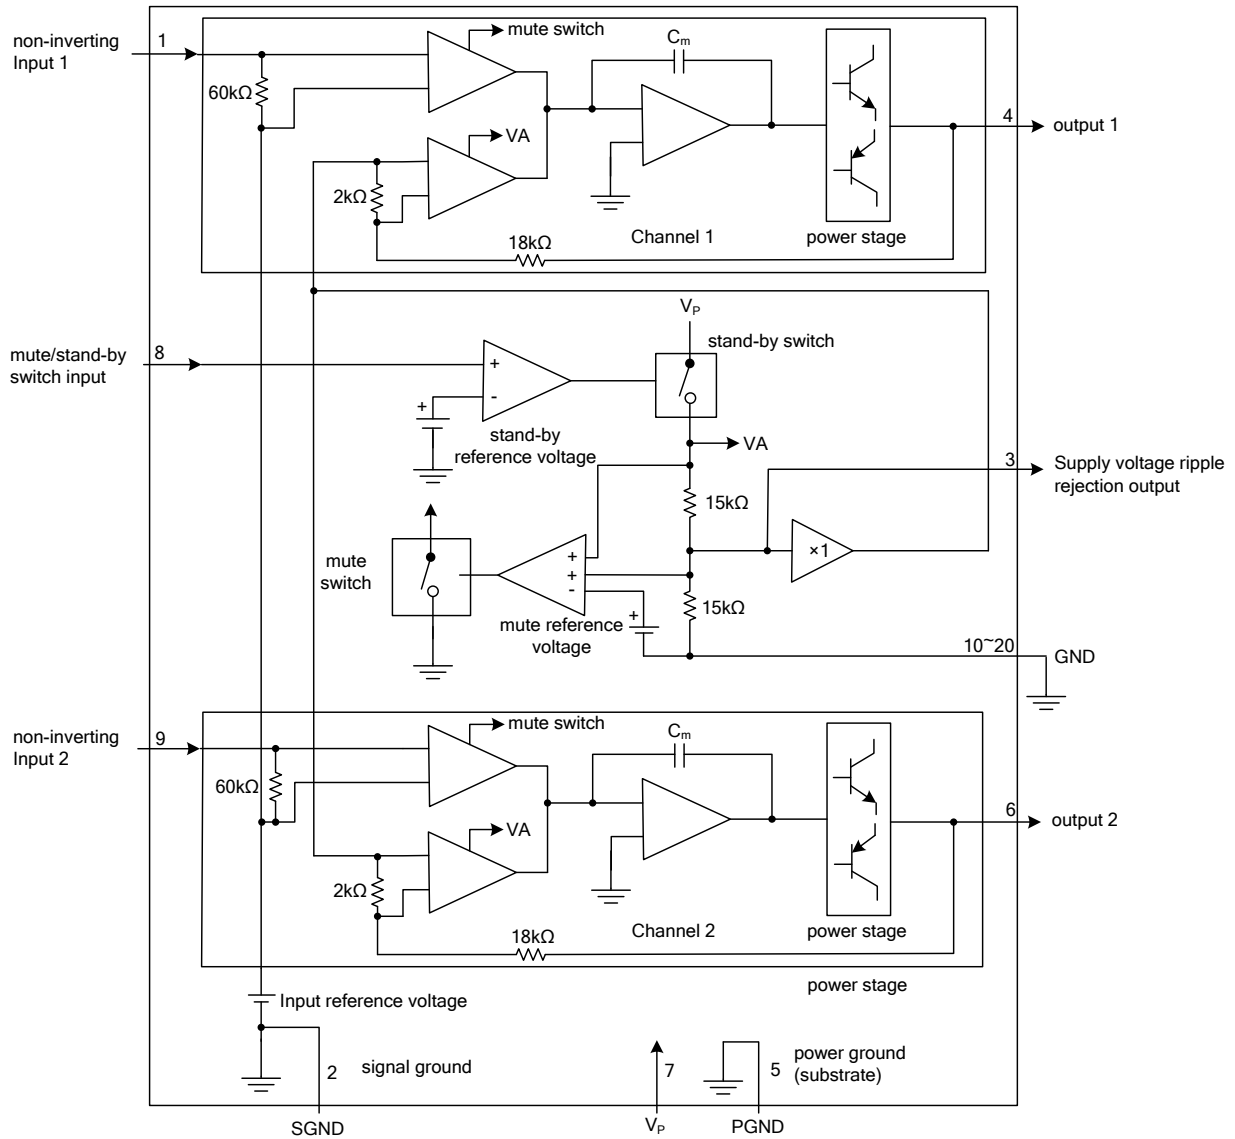 non-inverting
Input 1
1
mute switch
Cm
60kΩ
VA
2kΩ
18kΩ
Channel 1
power stage
4
output 1
VP
stand-by switch
mute/stand-by
switch input
8
+
-
+
stand-by
reference voltage
VA
3
Supply voltage ripple
rejection output
15kΩ
×1
mute
switch
+
+
-
+
mute reference
voltage
15kΩ
10~20
GND
non-inverting
Input 2
9
mute switch
Cm
60kΩ
VA
2kΩ
18kΩ
Channel 2
power stage
6
output 2
power stage
Input reference voltage
2
signal ground
7
5
power ground
(substrate)
SGND
VP
PGND